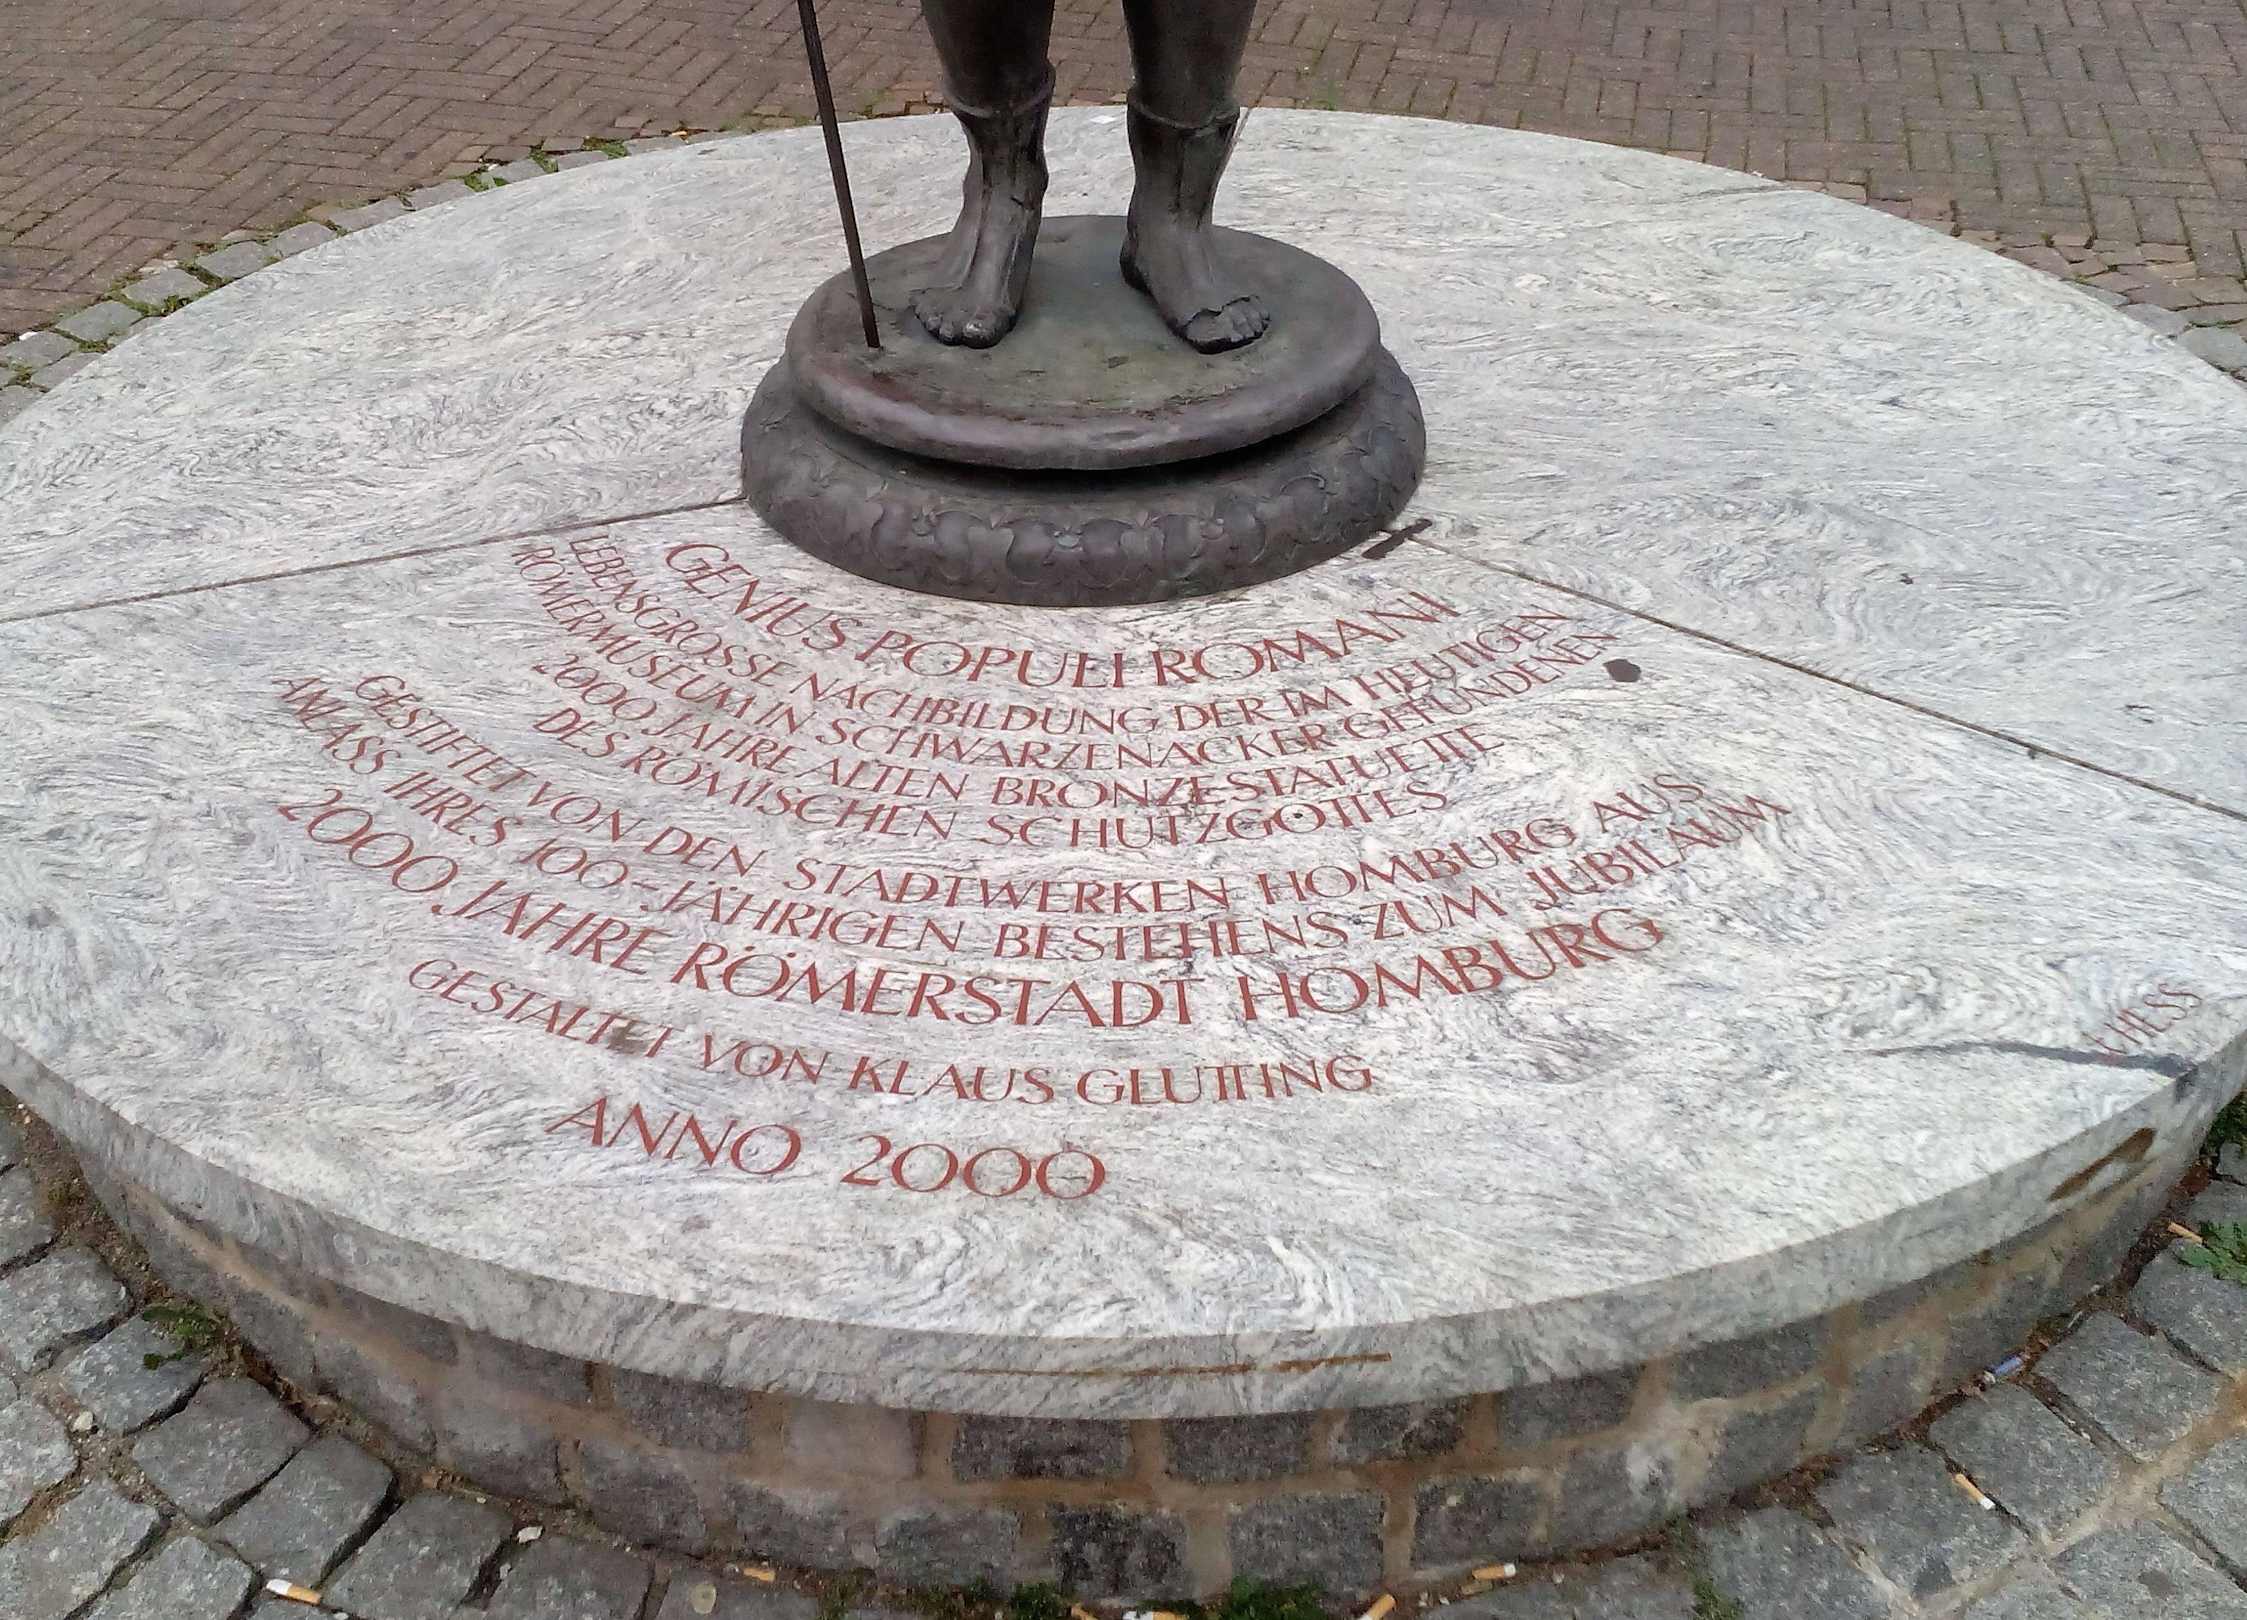 GENIUS POPULI ROMANI
LEBENSGROSSE NACHBILDUNG DER IM HEUTIGEN
RÖMERMUSEUM IN SCHWARZENACKER GEFUNDENEN
2000 JAHRE ALTEN BRONZESTATUETTE
DES RÖMISCHEN SCHUTZGOTTES
GESTIFTET VON DEN STADTWERKEN HOMBURG AUS
ANLASS IHRES 100-JÄHRIGEN BESTEHENS ZUM JUBILÄUM
2000 JAHRE RÖMERSTADT HOMBURG
GESTALTET VON KLAUS GLUTTING
ANNO 2000
HESS